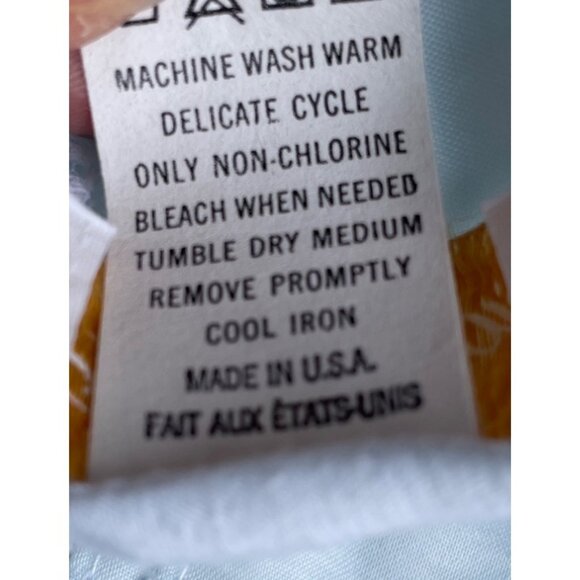 MACHINE WASH WARM
DELICATE CYCLE
ONLY NON-CHLORINE
BLEACH WHEN NEEDED
TUMBLE DRY MEDIUM
REMOVE PROMPTLY
COOL IRON
MADE IN U.S.A.
FAIT AUX ÉTATS-UNIS